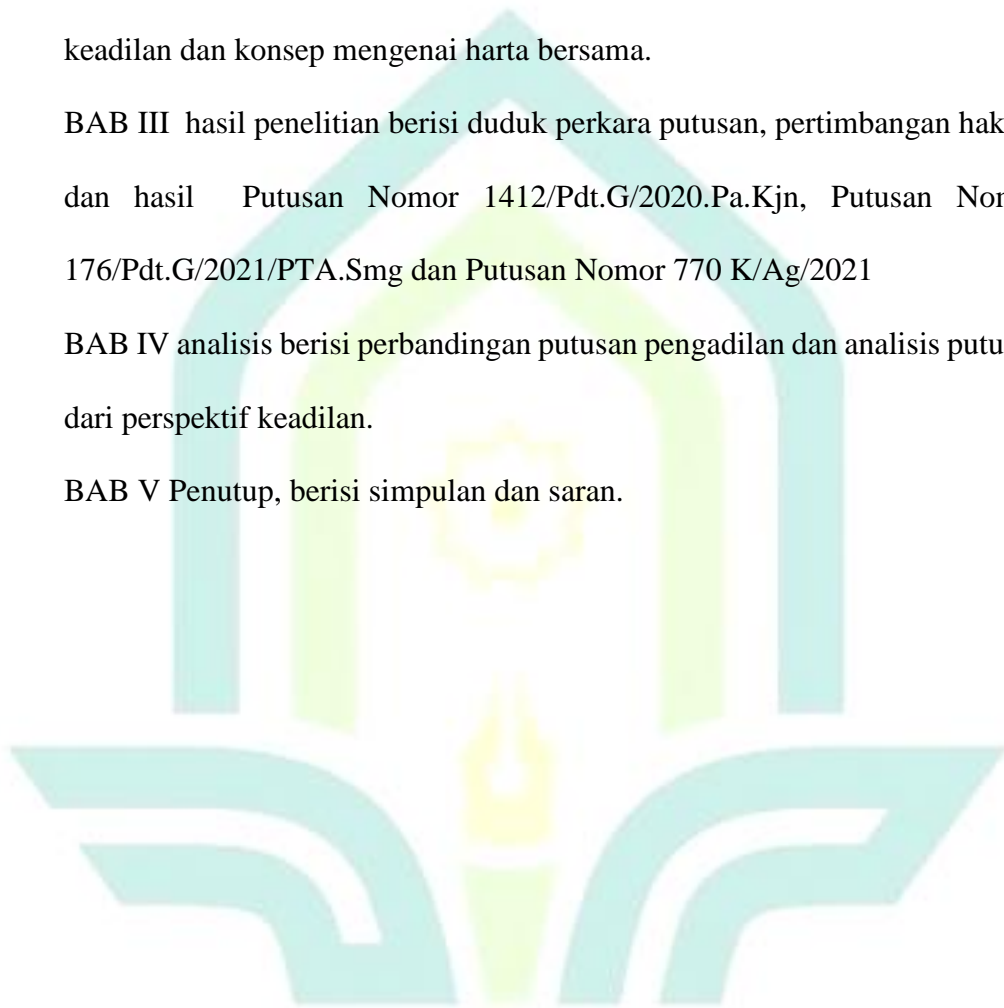 keadilan dan konsep mengenai harta bersama.
BAB III hasil penelitian berisi duduk perkara putusan, pertimbangan hak
dan hasil Putusan Nomor 1412/Pdt.G/2020.Pa.Kjn, Putusan Nor
176/Pdt.G/2021/PTA.Smg dan Putusan Nomor 770 K/Ag/2021
BAB IV analisis berisi perbandingan putusan pengadilan dan analisis putu
dari perspektif keadilan.
BAB V Penutup, berisi simpulan dan saran.